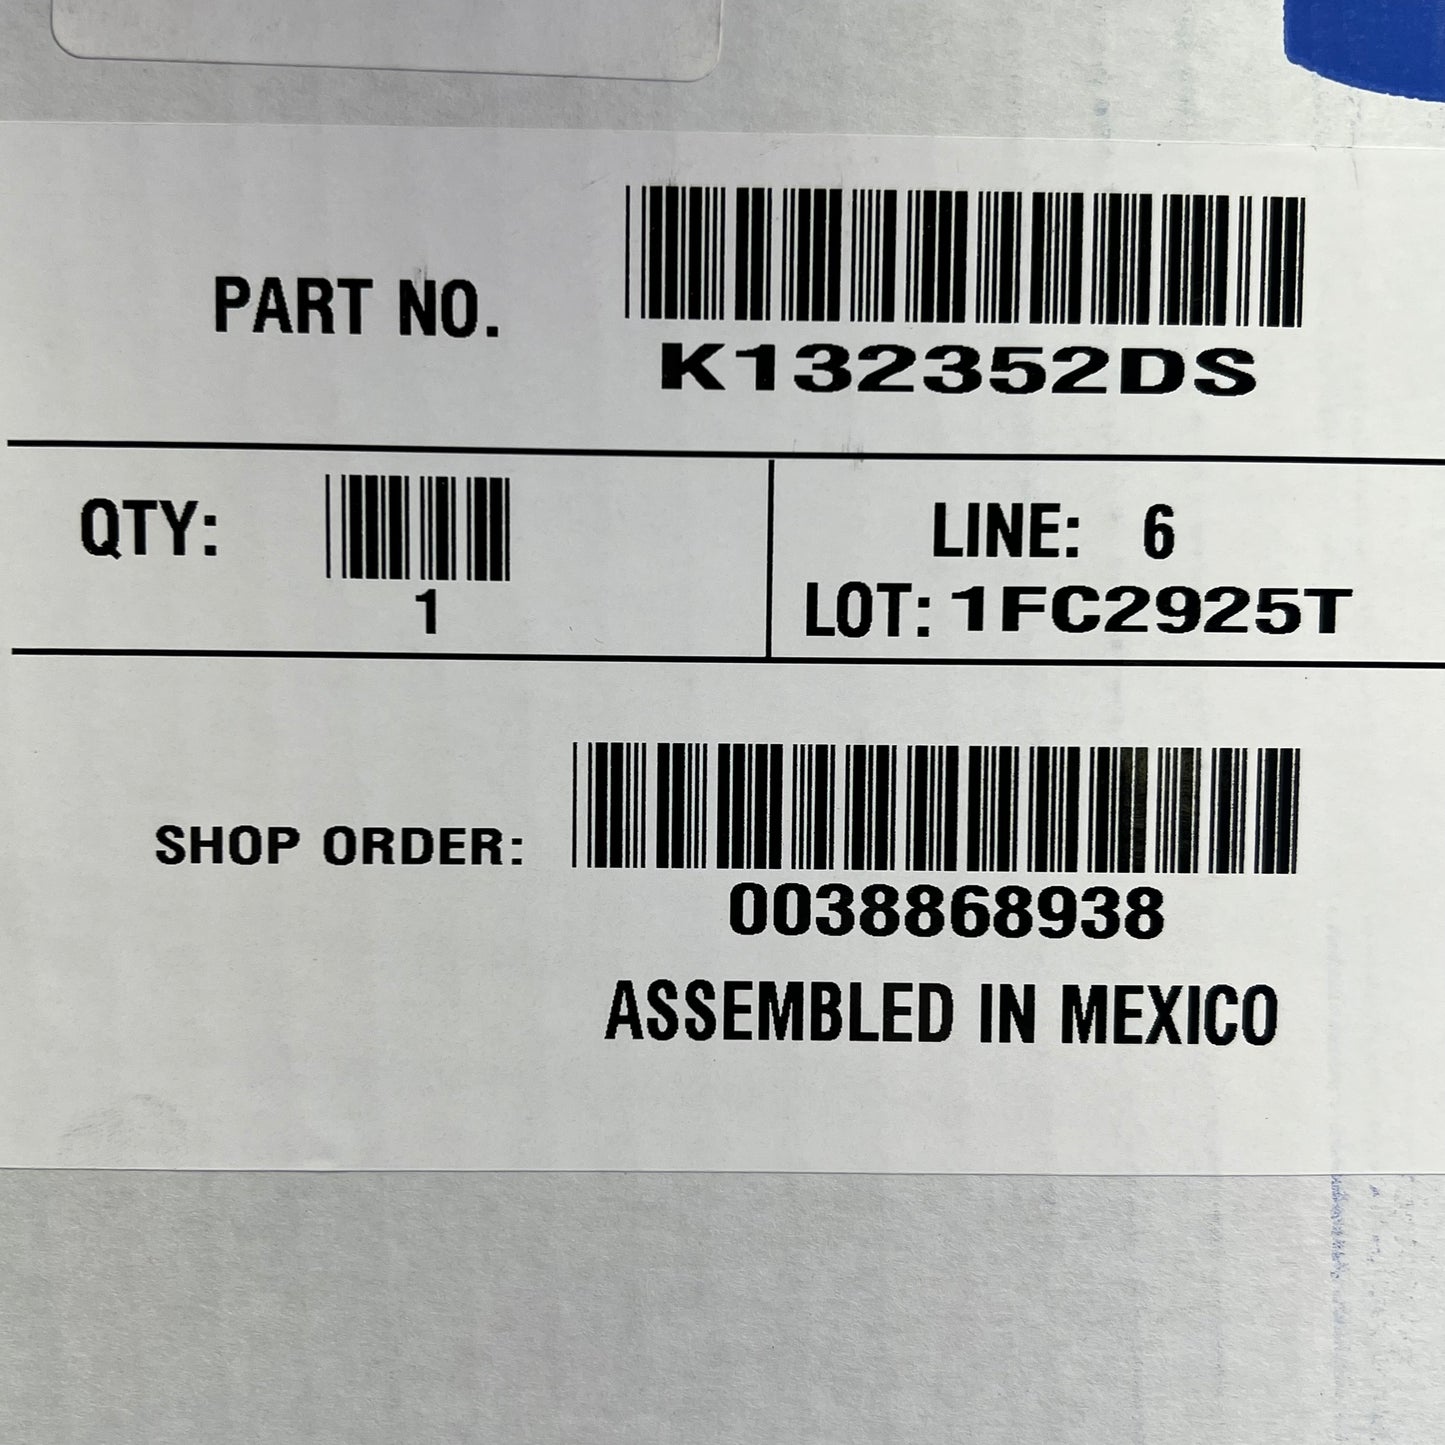 PART NO.
K132352DS
QTY:
1
LINE: 6
LOT: 1FC2925T
SHOP ORDER:
0038868938
ASSEMBLED IN MEXICO